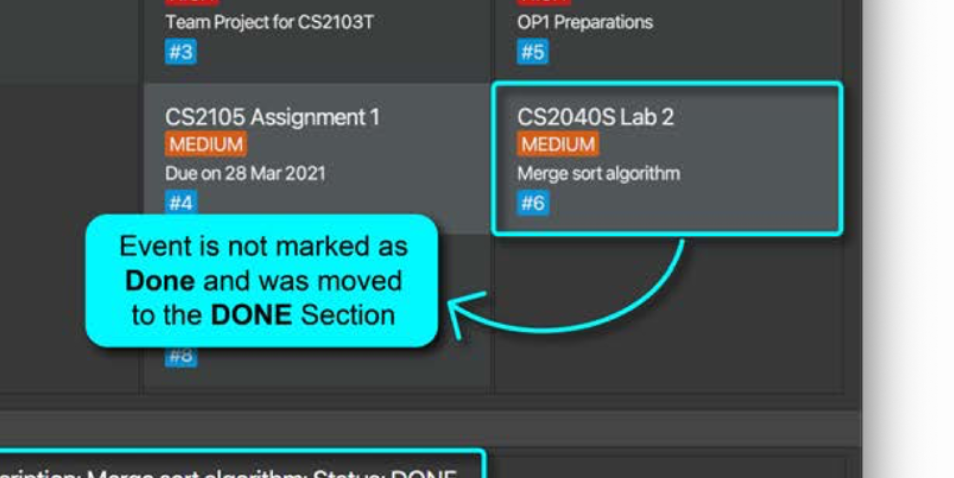 Team Project for CS2103T
#3
OP1 Preparations
#5
CS2105 Assignment 1
MEDIUM
Due on 28 Mar 2021
#4
CS2040S Lab 2
MEDIUM
Merge sort algorithm
#6
Event is not marked as
Done and was moved
to the DONE Section
#8
Merge sort algorithm; Status: DONE